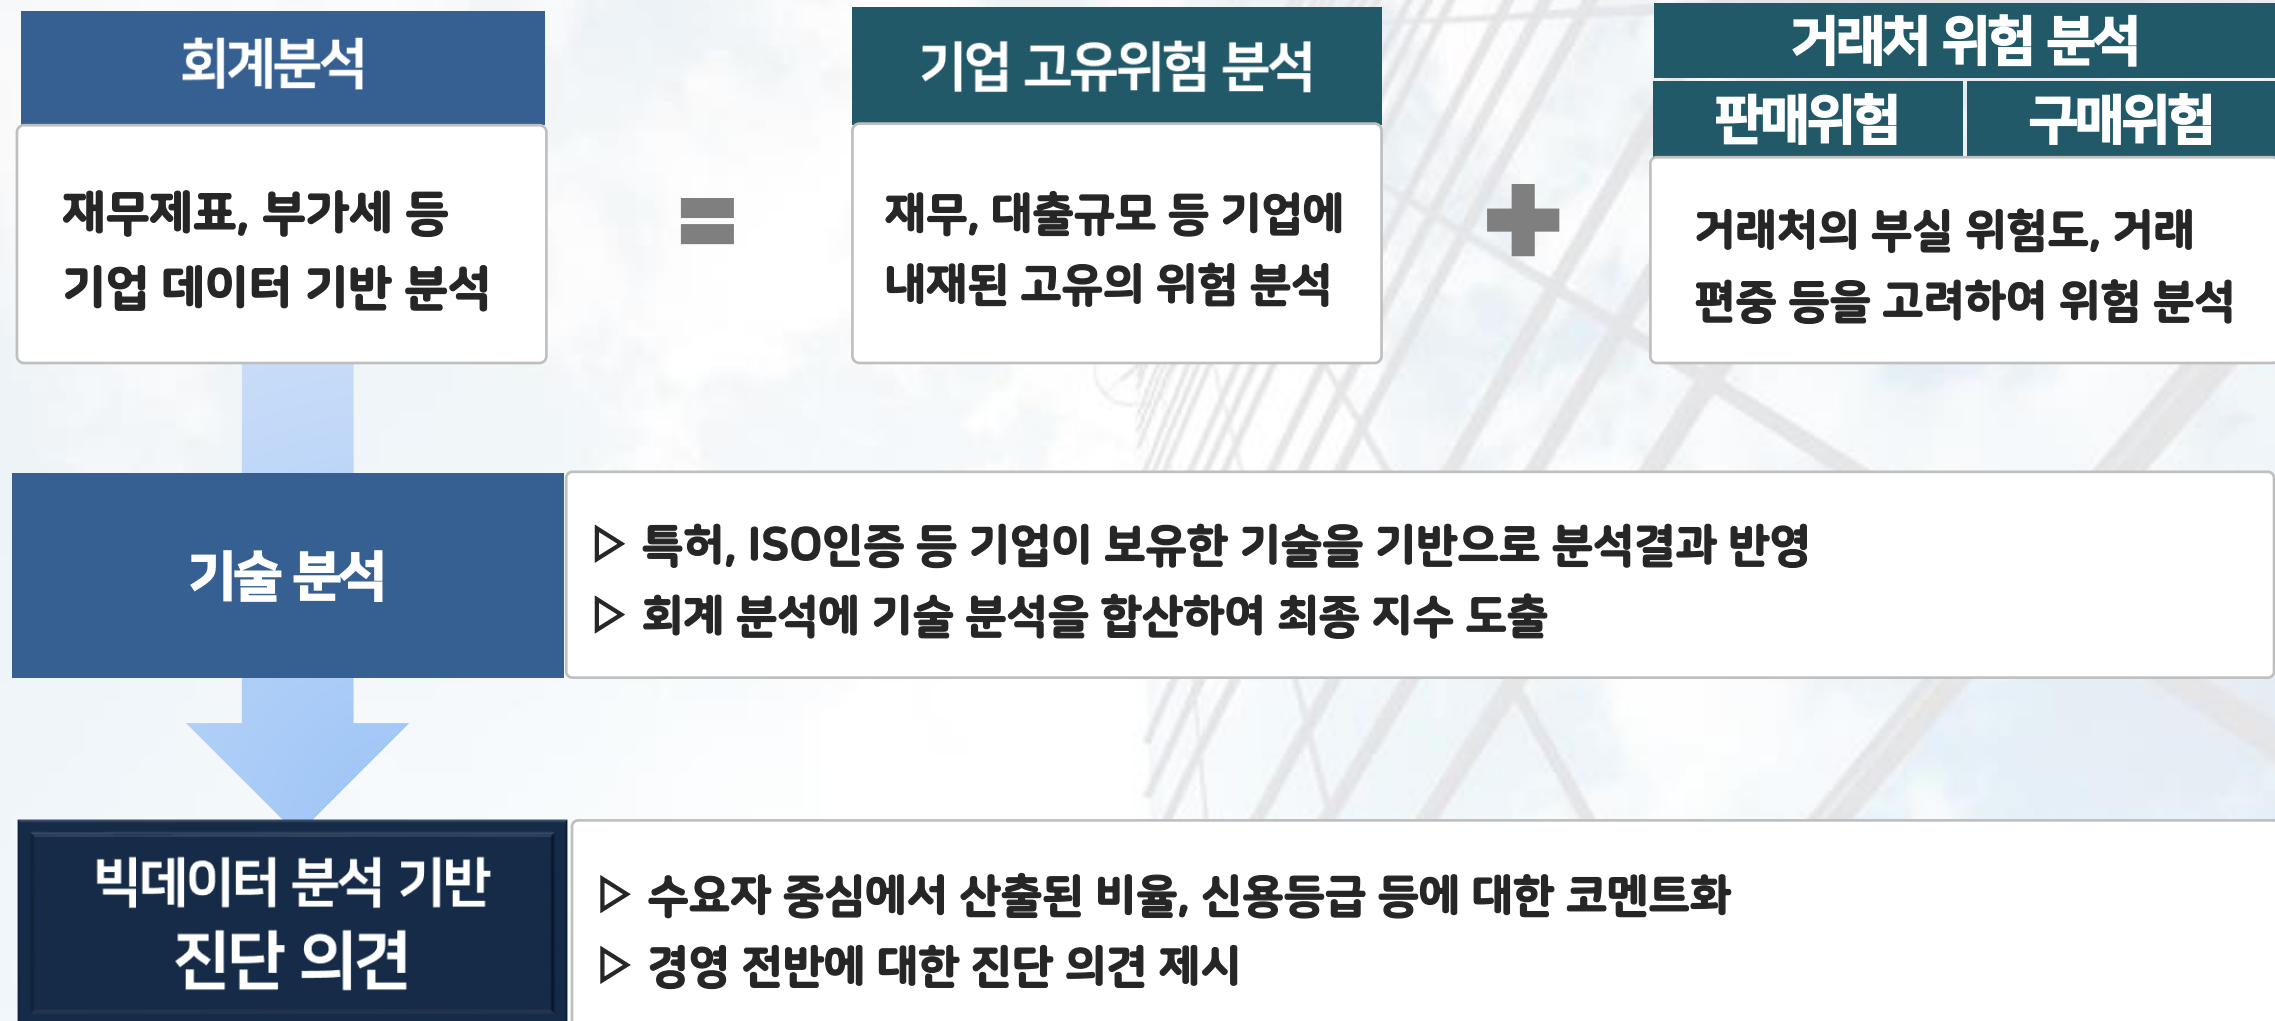 회계분석
재무제표, 부가세 등
기업 데이터 기반 분석
=
기업 고유위험 분석
재무, 대출규모 등 기업에
내재된 고유의 위험 분석
+
거래처 위험 분석
판매위험 구매위험
거래처의 부실 위험도, 거래
편중 등을 고려하여 위험 분석
기술 분석
▷ 특허, ISO인증 등 기업이 보유한 기술을 기반으로 분석결과 반영
▷ 회계 분석에 기술 분석을 합산하여 최종 지수 도출
빅데이터 분석 기반
진단 의견
▷ 수요자 중심에서 산출된 비율, 신용등급 등에 대한 코멘트화
▷ 경영 전반에 대한 진단 의견 제시